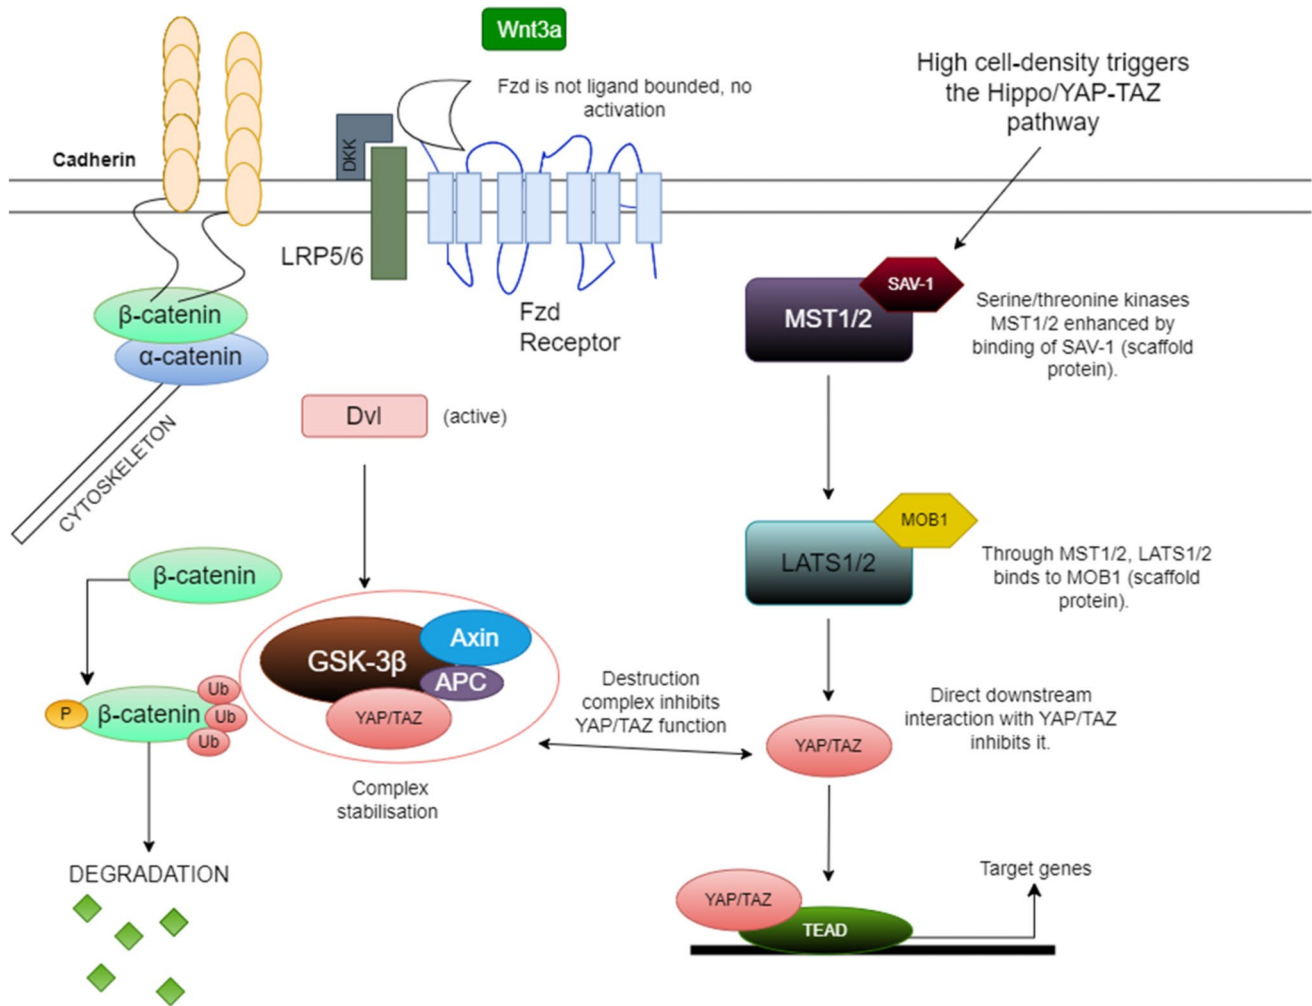 Wnt3a
Fzd is not ligand bounded, no
activation
High cell-density triggers
the Hippo/YAP-TAZ
pathway
Cadherin
DKK
LRP5/6
Fzd
Receptor
β-catenin
α-catenin
CYTOSKELETON
SAV-1
MST1/2
Serine/threonine kinases
MST1/2 enhanced by
binding of SAV-1 (scaffold
protein).
Dvl
(active)
MOB1
LATS1/2
Through MST1/2, LATS1/2
binds to MOB1 (scaffold
protein).
β-catenin
Axin
GSK-3β
APC
YAP/TAZ
P
β-catenin
Ub
Ub
Ub
Complex
stabilisation
Destruction
complex inhibits
YAP/TAZ function
YAP/TAZ
Direct downstream
interaction with YAP/TAZ
inhibits it.
DEGRADATION
Target genes
YAP/TAZ
TEAD